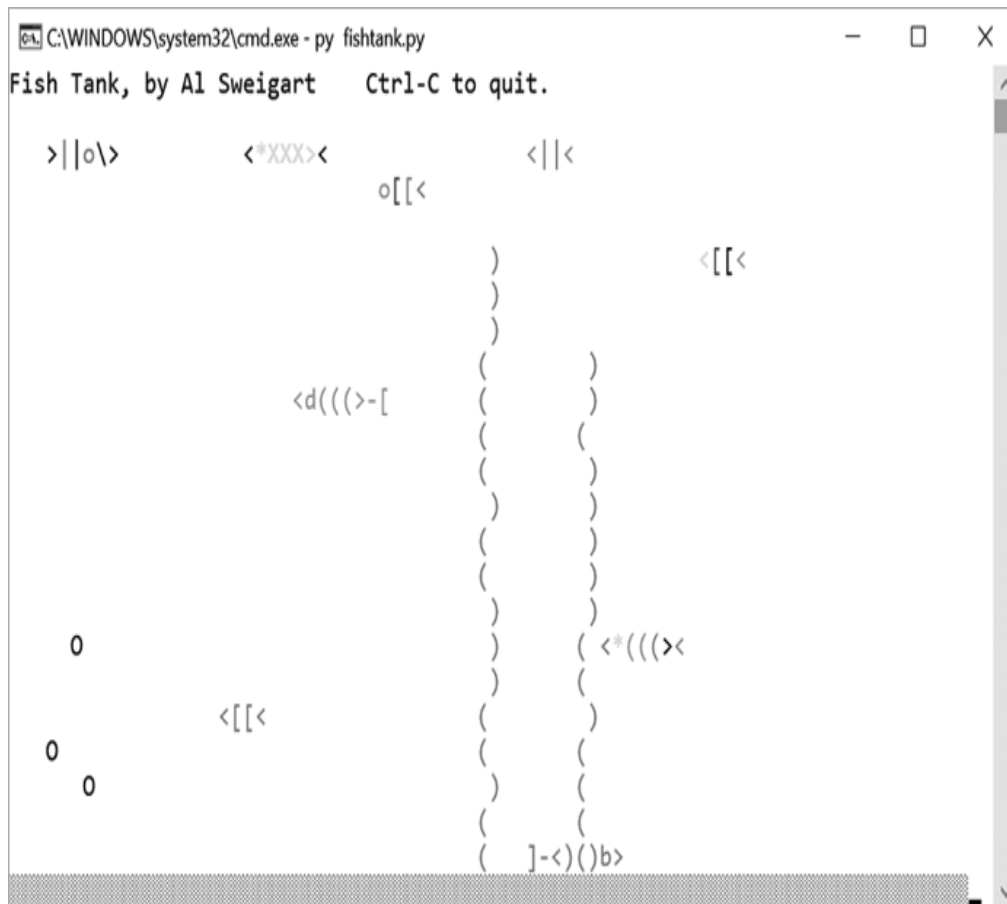 C:\WINDOWS\system32\cmd.exe - py fishtank.py
Fish Tank, by Al Sweigart    Ctrl-C to quit.
>||o\> <*XXX>< <||<
o[[<
) <[[<
)
)
( )
<d(((>-[ ( )
( (
( )
) )
( )
( )
) )
O ) ( <*(((><
) (
<[[< ( )
O ( (
O ) (
( (
( ]-<)()b>